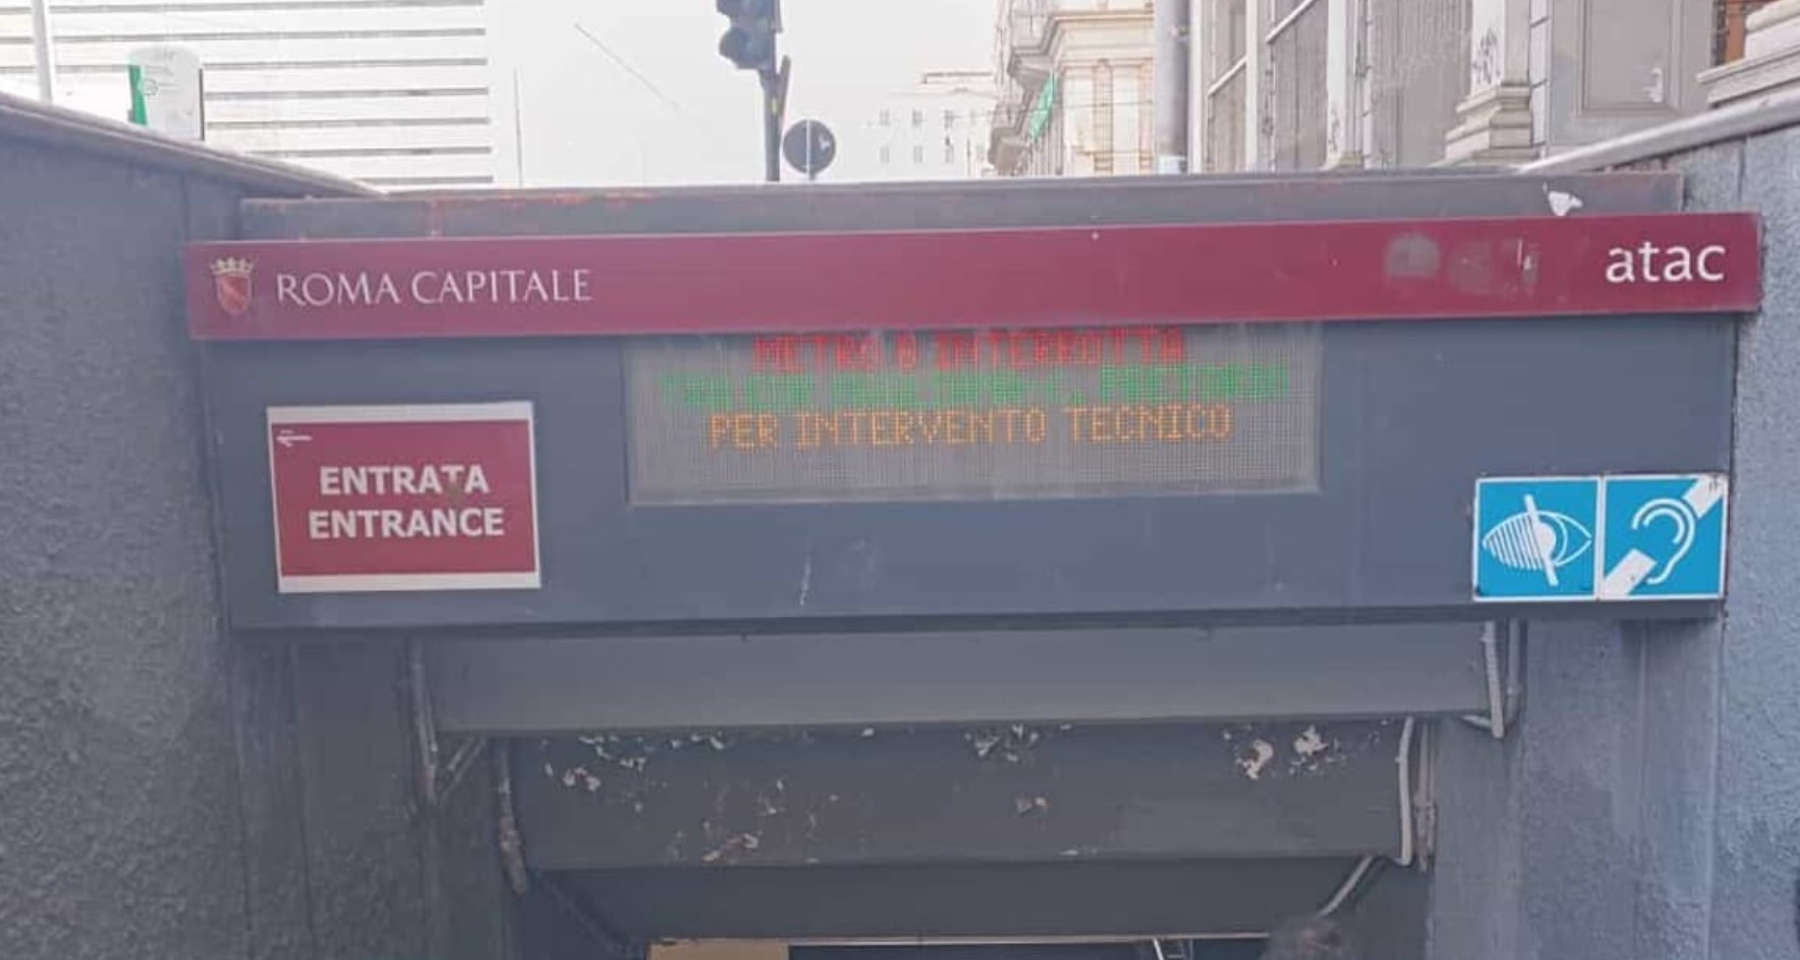 ROMA CAPITALE
atac
METRO B INTERROTTA
PER INTERVENTO TECNICO
ENTRATA
ENTRANCE